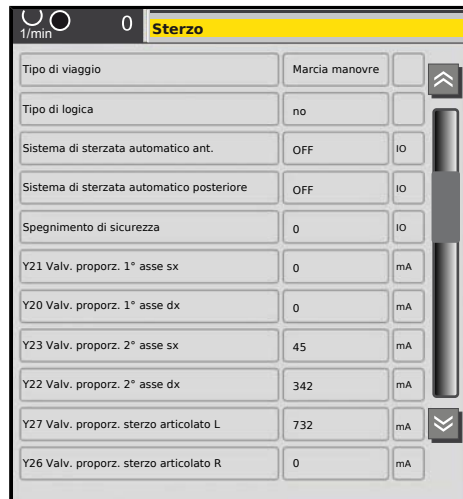 1/min 0 Sterzo
Tipo di viaggio Marcia manovre
Tipo di logica no
Sistema di sterzata automatico ant. OFF IO
Sistema di sterzata automatico posteriore OFF IO
Spegnimento di sicurezza 0 IO
Y21 Valv. proporz. 1° asse sx 0 mA
Y20 Valv. proporz. 1° asse dx 0 mA
Y23 Valv. proporz. 2° asse sx 45 mA
Y22 Valv. proporz. 2° asse dx 342 mA
Y27 Valv. proporz. sterzo articolato L 732 mA
Y26 Valv. proporz. sterzo articolato R 0 mA